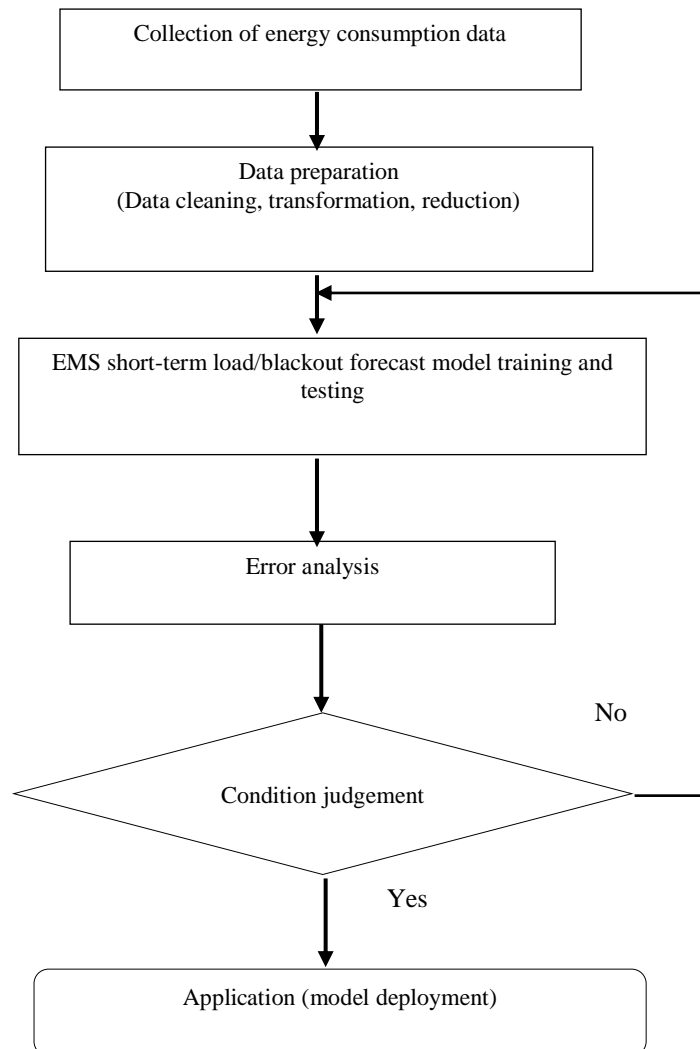 Collection of energy consumption data
Data preparation
(Data cleaning, transformation, reduction)
EMS short-term load/blackout forecast model training and
testing
Error analysis
No
Condition judgement
Yes
Application (model deployment)